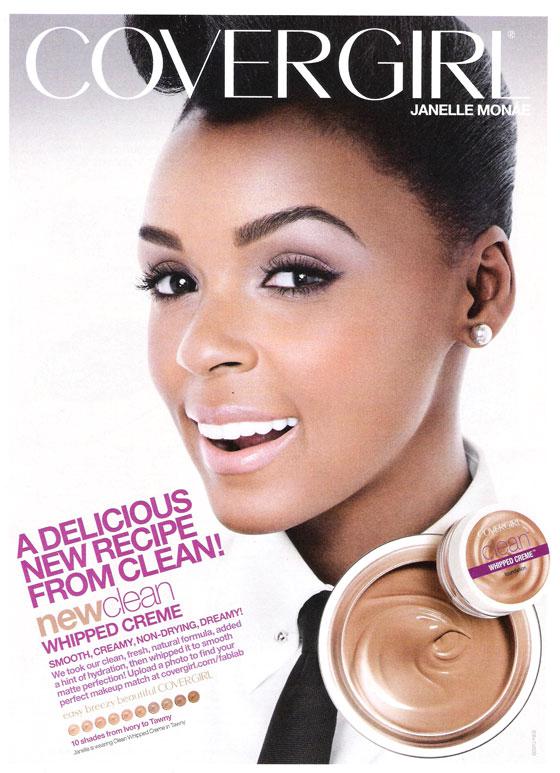 COVERGIRL®
JANELLE MONÁE
A DELICIOUS
NEW RECIPE
FROM CLEAN!
newclean
WHIPPED CREME
SMOOTH, CREAMY, NON-DRYING, DREAMY!
We took our clean, fresh, natural formula, added
a hint of hydration, then whipped it to smooth
matte perfection! Upload a photo to find your
perfect makeup match at covergirl.com/fablab
easy breezy beautiful COVERGIRL
10 shades from Ivory to Tawny
Janelle is wearing Clean Whipped Creme in Tawny
COVERGIRL
clean
WHIPPED CREME™